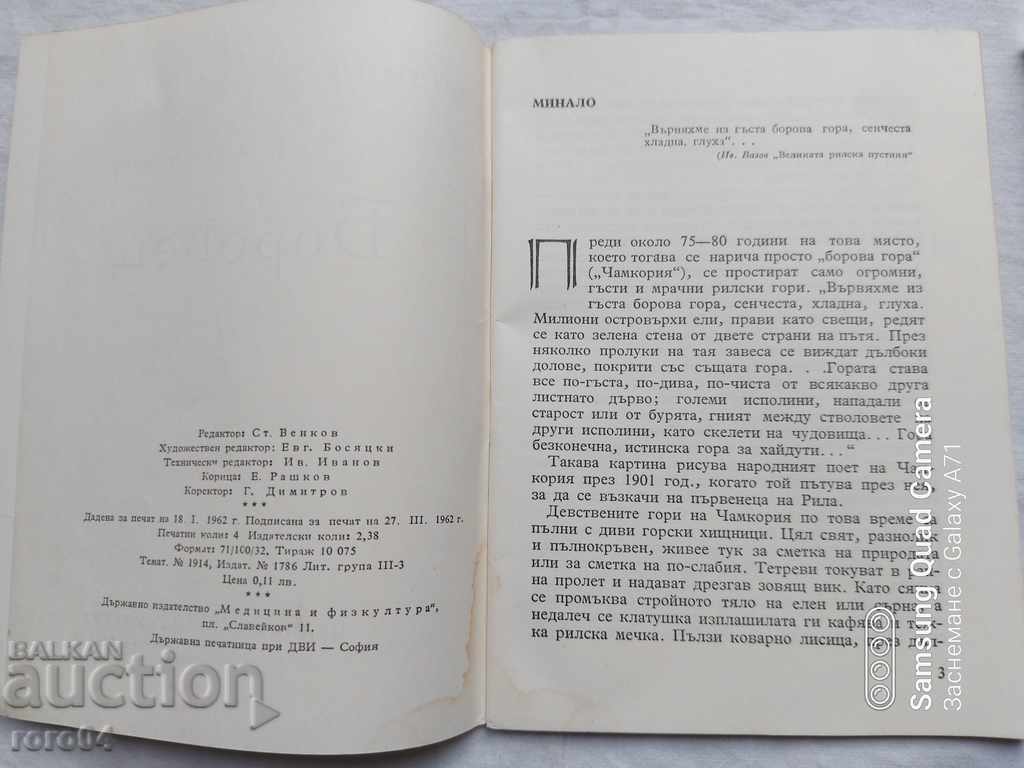 Редактор: Ст. Венков
Художествен редактор: Евг. Босяцки
Технически редактор: Ив. Иванов
Корица: Е. Рашков
Коректор: Г. Димитров
***
Дадена за печат на 18. I. 1962 г. Подписана за печат на 27. III. 1962 г.
Печатни коли: 4 Издателски коли: 2,38
Формат: 71/100/32, Тираж 10 075
Темат. № 1914, Издат. № 1786 Лит. група III-3
Цена 0,11 лв.
***
Държавно издателство „Медицина и физкултура“,
пл. „Славейков“ 11.
Държавна печатница при ДВИ — София
МИНАЛО
„Вървяхме из гъста борова гора, сенчеста
хладна, глуха“. . .
(Ив. Вазов „Великата рилска пустиня“
Преди около 75—80 години на това място,
което тогава се нарича просто „борова гора“
(„Чамкория“), се простират само огромни,
гъсти и мрачни рилски гори. „Вървяхме из
гъста борова гора, сенчеста, хладна, глуха.
Милиони островърхи ели, прави като свещи, редят
се като зелена стена от двете страни на пътя. През
няколко пролуки на тая завеса се виждат дълбоки
долове, покрити със същата гора. . .Гората става
все по-гъста, по-дива, по-чиста от всякакво друга
листнато дърво; големи исполини, нападали
старост или от бурята, гният между стволовете
други исполини, като скелети на чудовища... Гора
безконечна, истинска гора за хайдути...“
Такава картина рисува народният поет на Чам-
кория през 1901 год., когато той пътува през нея,
за да се възкачи на първенеца на Рила.
Девствените гори на Чамкория по това време са
пълни с диви горски хищници. Цял свят, разнолик
и пълнокръвен, живее тук за сметка на природата
или за сметка на по-слабия. Тетреви токуват в
на пролет и надават дрезгав зовящ вик. Като сянка
се промъква стройното тяло на елен или сърна, а
недалеч се клатушка изплашилата ги кафява
ка рилска мечка. Пълзи коварно лисица, през
3
Samsung Quad Camera
Заснемане с Galaxy A71
BALKAN
auction
roro04